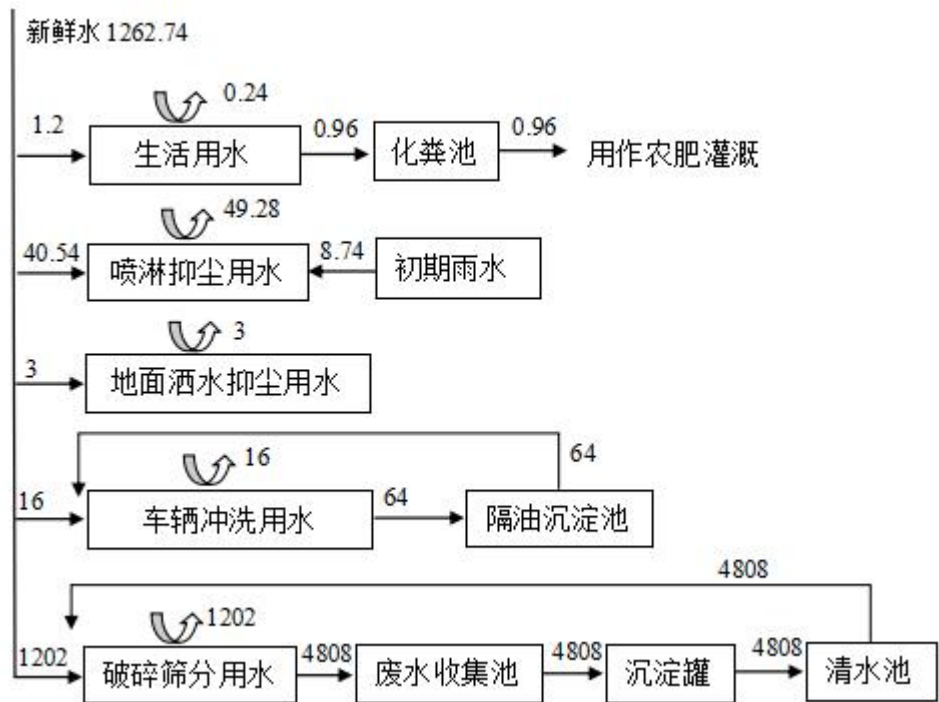 新鲜水 1262.74
0.24
1.2
生活用水
0.96
化粪池
0.96
用作农肥灌溉
49.28
40.54
喷淋抑尘用水
8.74
初期雨水
3
3
地面洒水抑尘用水
16
64
16
车辆冲洗用水
64
隔油沉淀池
4808
1202
1202
破碎筛分用水
4808
废水收集池
4808
沉淀罐
4808
清水池